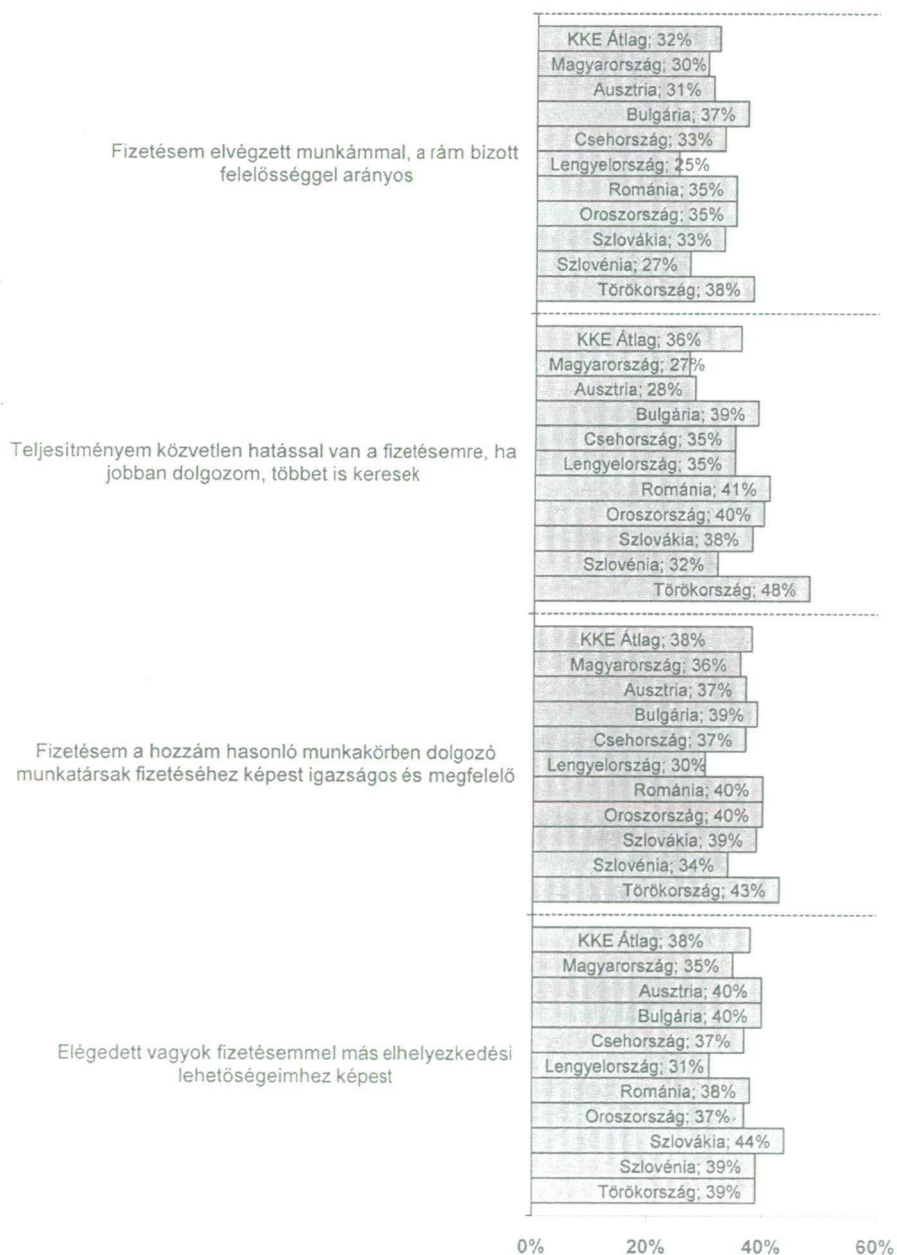 KKE Átlag; 32%
Magyarország; 30%
Ausztria; 31%
Bulgária; 37%
Csehország; 33%
Fizetésem elvégzett munkámmal, a rám bizott
felelősséggel arányos
Lengyelország; 25%
Románia; 35%
Oroszország; 35%
Szlovákia; 33%
Szlovénia; 27%
Törökország; 38%
KKE Átlag; 36%
Magyarország; 27%
Ausztria; 28%
Bulgária; 39%
Csehország; 35%
Teljesítményem közvetlen hatással van a fizetésemre, ha
jobban dolgozom, többet is keresek
Lengyelország; 35%
Románia; 41%
Oroszország; 40%
Szlovákia; 38%
Szlovénia; 32%
Törökország; 48%
KKE Átlag; 38%
Magyarország; 36%
Ausztria; 37%
Bulgária; 39%
Csehország; 37%
Fizetésem a hozzám hasonló munkakörben dolgozó
munkatársak fizetéséhez képest igazságos és megfelelő
Lengyelország; 30%
Románia; 40%
Oroszország; 40%
Szlovákia; 39%
Szlovénia; 34%
Törökország; 43%
KKE Átlag; 38%
Magyarország; 35%
Ausztria; 40%
Bulgária; 40%
Csehország; 37%
Elégedett vagyok fizetésemmel más elhelyezkedési
lehetőségeimhez képest
Lengyelország; 31%
Románia; 38%
Oroszország; 37%
Szlovákia; 44%
Szlovénia; 39%
Törökország; 39%
0% 20% 40% 60%